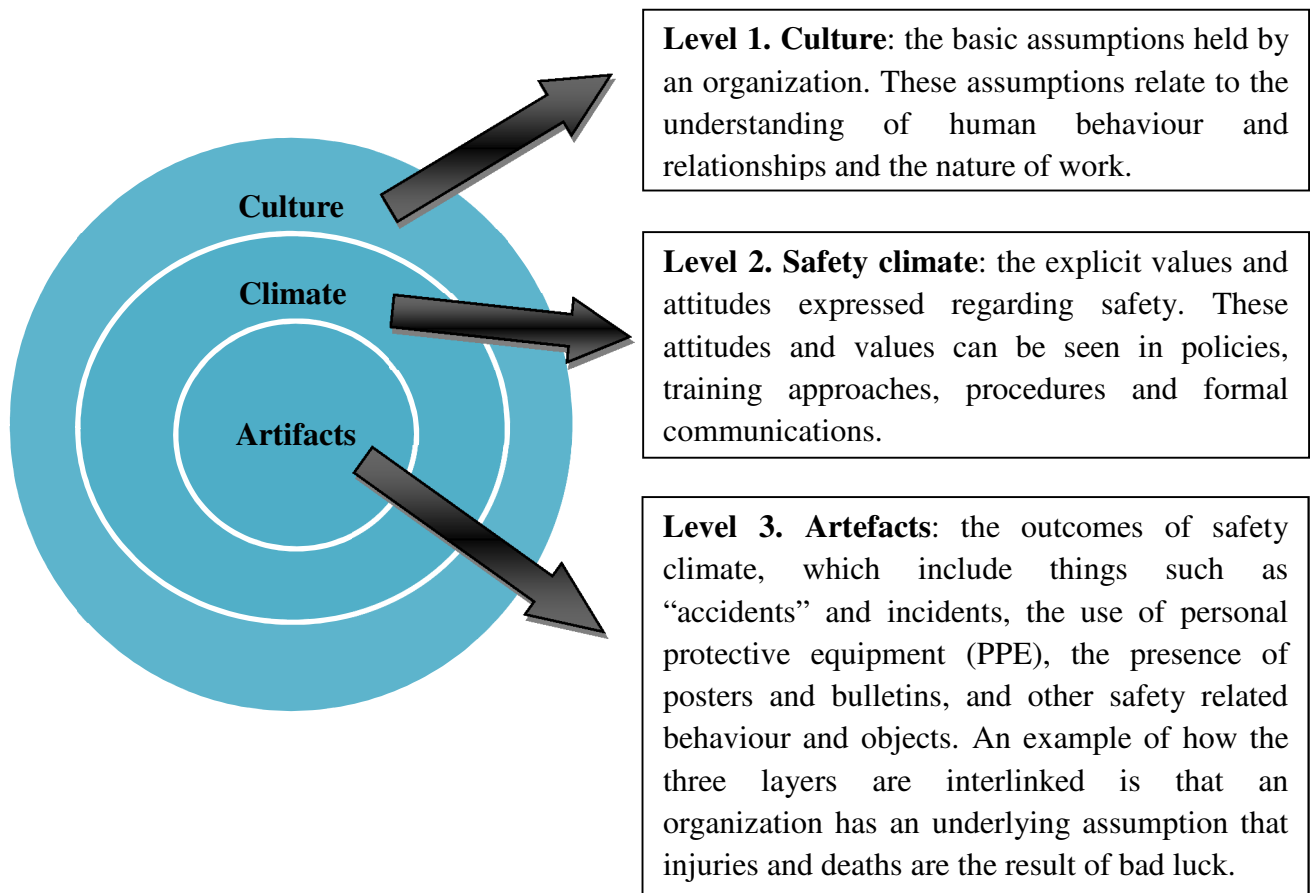 Culture
Climate
Artifacts
Level 1. Culture: the basic assumptions held by
an organization. These assumptions relate to the
understanding of human behaviour and
relationships and the nature of work.
Level 2. Safety climate: the explicit values and
attitudes expressed regarding safety. These
attitudes and values can be seen in policies,
training approaches, procedures and formal
communications.
Level 3. Artefacts: the outcomes of safety
climate, which include things such as
“accidents” and incidents, the use of personal
protective equipment (PPE), the presence of
posters and bulletins, and other safety related
behaviour and objects. An example of how the
three layers are interlinked is that an
organization has an underlying assumption that
injuries and deaths are the result of bad luck.